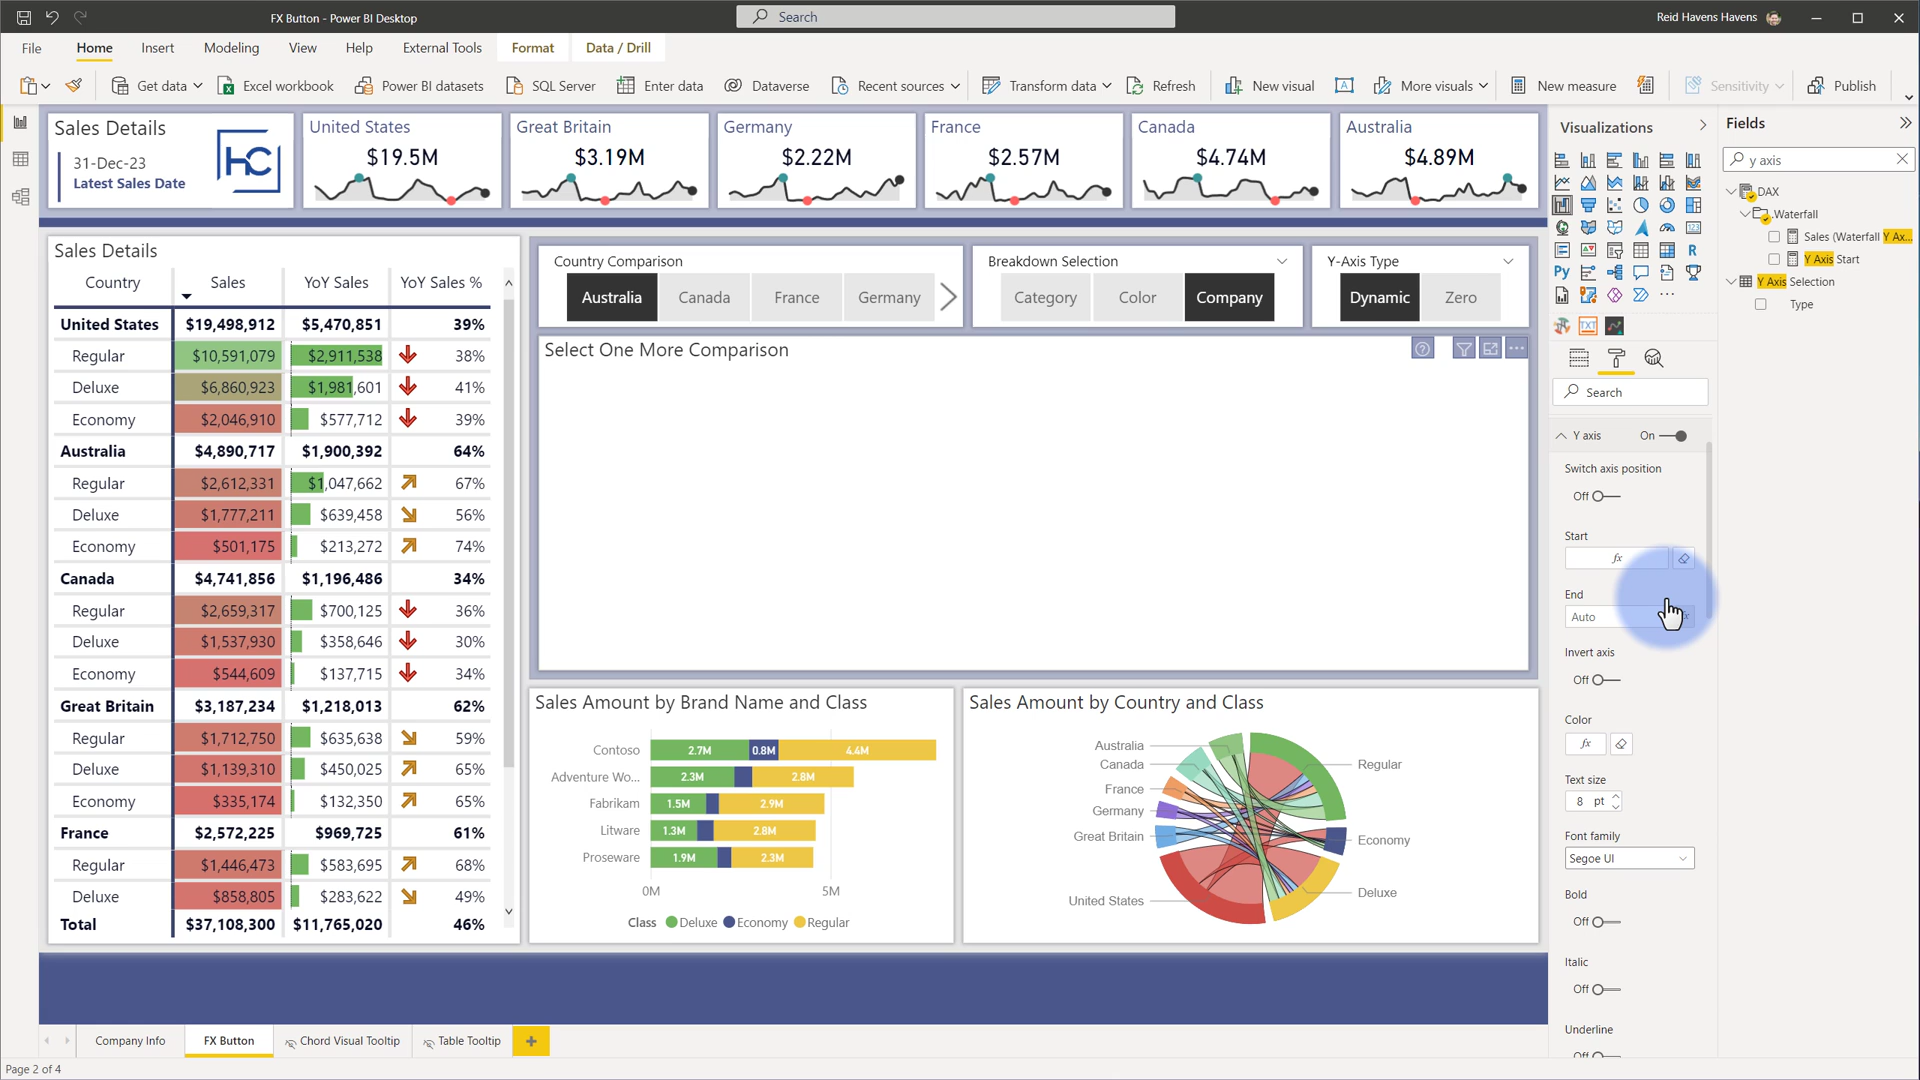 FX Button - Power BI Desktop
Search
Reid Havens Havens
File
Home
Insert
Modeling
View
Help
External Tools
Format
Data / Drill
Get data
Excel workbook
Power BI datasets
SQL Server
Enter data
Dataverse
Recent sources
Transform data
Refresh
New visual
More visuals
New measure
Sensitivity
Publish
Sales Details
31-Dec-23
Latest Sales Date
hc
United States
$19.5M
Great Britain
$3.19M
Germany
$2.22M
France
$2.57M
Canada
$4.74M
Australia
$4.89M
Sales Details
Country Sales YoY Sales YoY Sales %
United States $19,498,912 $5,470,851 39%
Regular $10,591,079 $2,911,538 38%
Deluxe $6,860,923 $1,981,601 41%
Economy $2,046,910 $577,712 39%
Australia $4,890,717 $1,900,392 64%
Regular $2,612,331 $1,047,662 67%
Deluxe $1,777,211 $639,458 56%
Economy $501,175 $213,272 74%
Canada $4,741,856 $1,196,486 34%
Regular $2,659,317 $700,125 36%
Deluxe $1,537,930 $358,646 30%
Economy $544,609 $137,715 34%
Great Britain $3,187,234 $1,218,013 62%
Regular $1,712,750 $635,638 59%
Deluxe $1,139,310 $450,025 65%
Economy $335,174 $132,350 65%
France $2,572,225 $969,725 61%
Regular $1,446,473 $583,695 68%
Deluxe $858,805 $283,622 49%
Total $37,108,300 $11,765,020 46%
Country Comparison
Australia Canada France Germany
Breakdown Selection
Category Color Company
Y-Axis Type
Dynamic Zero
Select One More Comparison
Sales Amount by Brand Name and Class
Contoso 2.7M 0.8M 4.4M
Adventure Wo... 2.3M 2.8M
Fabrikam 1.5M 2.9M
Litware 1.3M 2.8M
Proseware 1.9M 2.3M
0M 5M
Class Deluxe Economy Regular
Sales Amount by Country and Class
Australia
Canada
France
Germany
Great Britain
United States
Regular
Economy
Deluxe
Visualizations
R
Py
TXT
Search
Y axis On
Switch axis position
Off
Start
fx
End
Auto
Invert axis
Off
Color
fx
Text size
8 pt
Font family
Segoe UI
Bold
Off
Italic
Off
Underline
Off
Fields
y axis
DAX
.Waterfall
Sales (Waterfall Y Ax...
Y Axis Start
Y Axis Selection
Type
Company Info
FX Button
Chord Visual Tooltip
Table Tooltip
Page 2 of 4